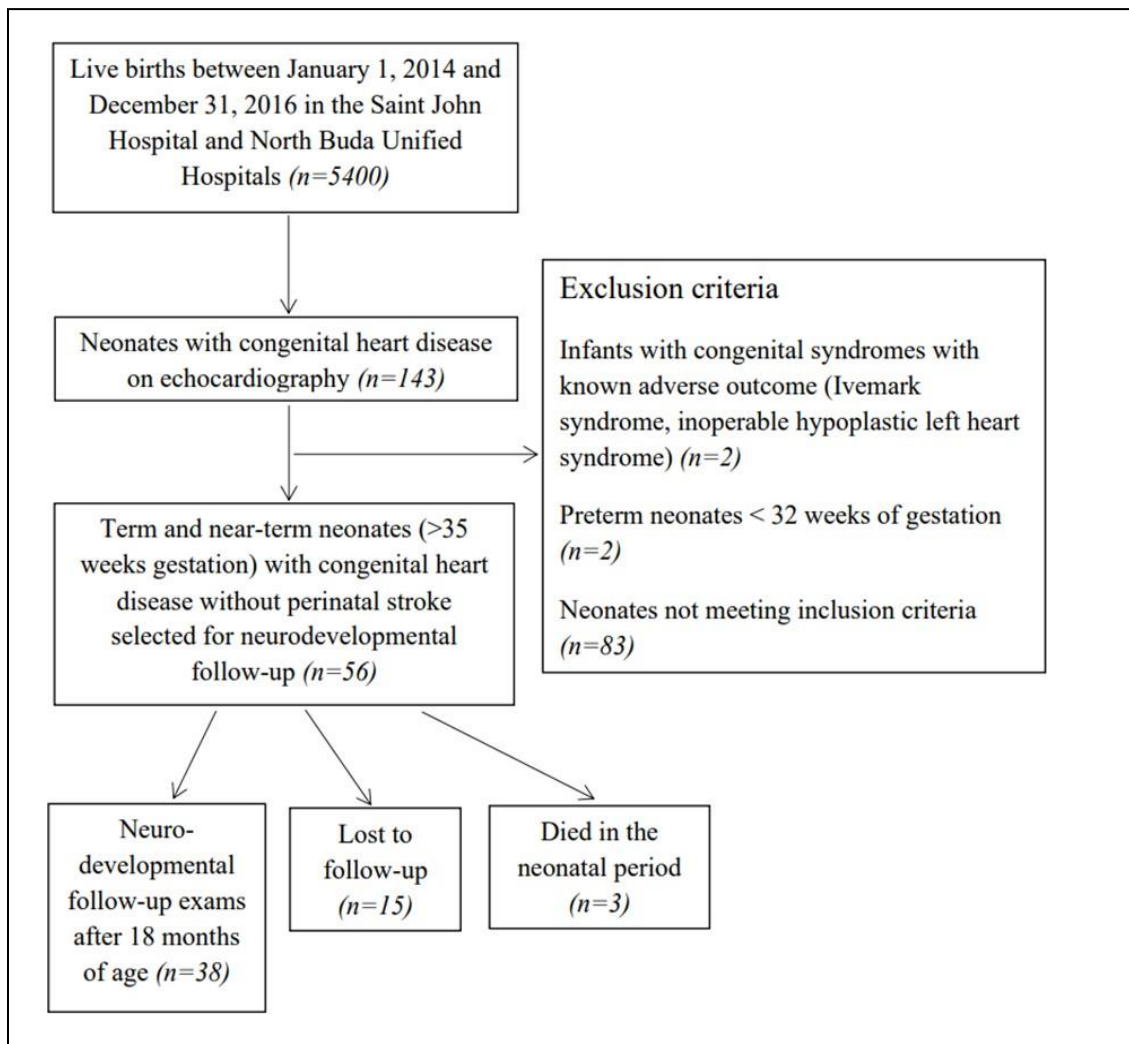 Live births between January 1, 2014 and
December 31, 2016 in the Saint John
Hospital and North Buda Unified
Hospitals (n=5400)
Neonates with congenital heart disease
on echocardiography (n=143)
Exclusion criteria
Infants with congenital syndromes with
known adverse outcome (Ivemark
syndrome, inoperable hypoplastic left heart
syndrome) (n=2)
Preterm neonates < 32 weeks of gestation
(n=2)
Neonates not meeting inclusion criteria
(n=83)
Term and near-term neonates (>35
weeks gestation) with congenital heart
disease without perinatal stroke
selected for neurodevelopmental
follow-up (n=56)
Neuro-
developmental
follow-up exams
after 18 months
of age (n=38)
Lost to
follow-up
(n=15)
Died in the
neonatal period
(n=3)